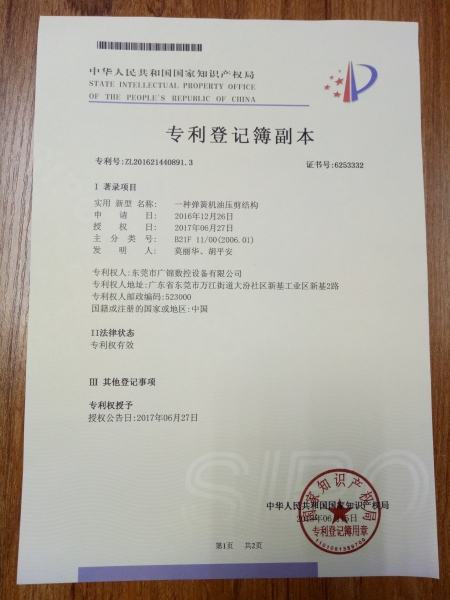 中华人民共和国国家知识产权局
STATE INTELLECTUAL PROPERTY OFFICE
OF THE PEOPLE'S REPUBLIC OF CHINA
专利登记簿副本
专利号:ZL201621440891.3 证书号:6253332
I 著录项目
实用 新型 名称: 一种弹簧机油压剪结构
申 请 日: 2016年12月26日
授 权 日: 2017年06月27日
主 分 类 号: B21F 11/00(2006.01)
发 明 人: 莫丽华、胡平安
专利权人:东莞市广锦数控设备有限公司
专利权人地址:广东省东莞市万江街道大汾社区新基工业区新基2路
专利权人邮政编码:523000
国籍或注册的国家或地区:中国
II法律状态
专利权有效
III 其他登记事项
专利权授予
授权公告日:2017年06月27日
SIPO
中华人民共和国国家知识产权局
国家知识产权局
专利登记簿用章
第1页 共2页